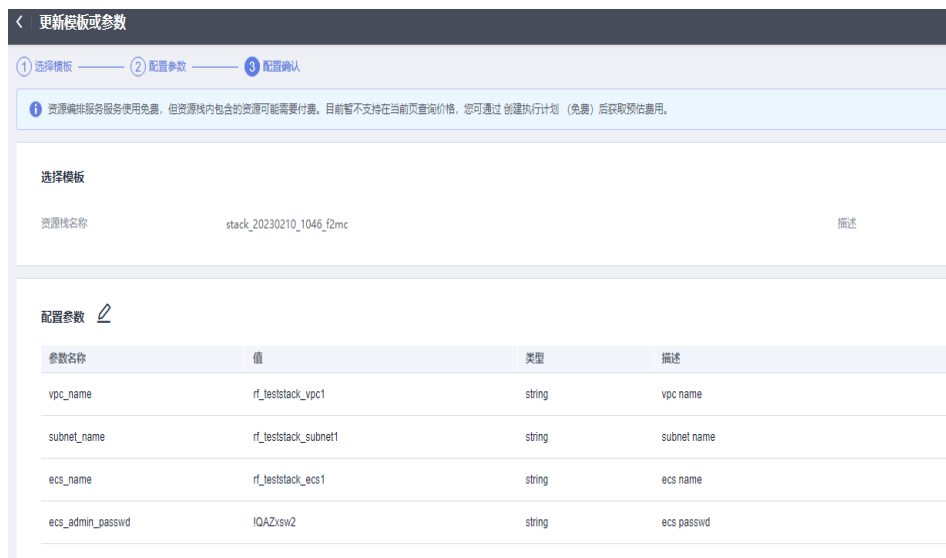 更新模板或参数
1 选择模板 2 配置参数 3 配置确认
资源编排服务服务使用免费，但资源栈内包含的资源可能需要付费。目前暂不支持在当前页查询价格，您可通过 创建执行计划 （免费）后获取预估费用。
选择模板
资源栈名称 stack_20230210_1046_f2mc 描述
配置参数
参数名称 值 类型 描述
vpc_name rf_teststack_vpc1 string vpc name
subnet_name rf_teststack_subnet1 string subnet name
ecs_name rf_teststack_ecs1 string ecs name
ecs_admin_passwd !QAZxsw2 string ecs passwd